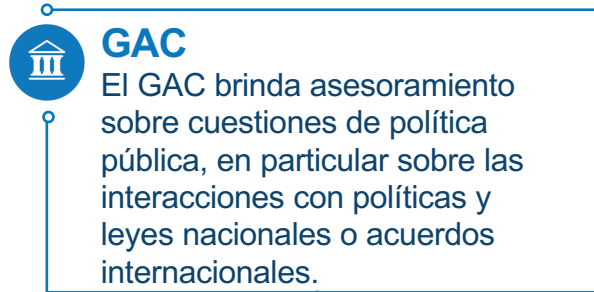 GAC
El GAC brinda asesoramiento
sobre cuestiones de política
pública, en particular sobre las
interacciones con políticas y
leyes nacionales o acuerdos
internacionales.